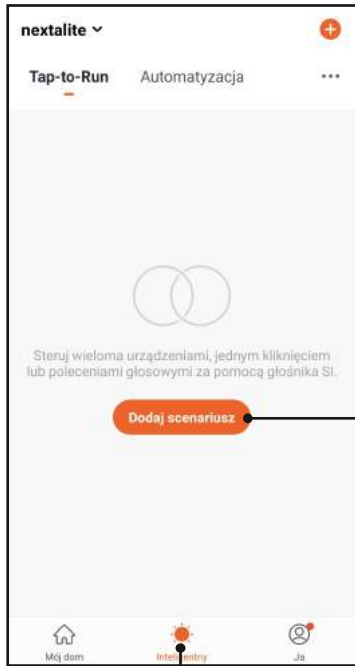 nextalite
Tap-to-Run Automatyzacja
Steruj wieloma urządzeniami, jednym kliknięciem
lub poleceniami głosowymi za pomocą głośnika SI.
Dodaj scenariusz
Mój dom Inteligentny Ja